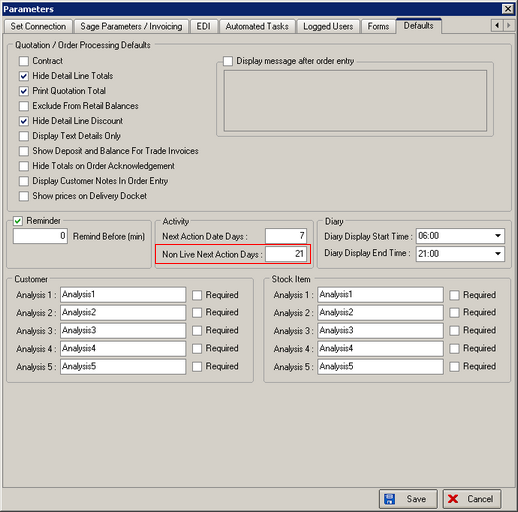 Parameters
Set Connection Sage Parameters / Invoicing EDI Automated Tasks Logged Users Forms Defaults
Quotation / Order Processing Defaults
Contract
Display message after order entry
Hide Detail Line Totals
Print Quotation Total
Exclude From Retail Balances
Hide Detail Line Discount
Display Text Details Only
Show Deposit and Balance For Trade Invoices
Hide Totals on Order Acknowledgement
Display Customer Notes In Order Entry
Show prices on Delivery Docket
Reminder
0 Remind Before (min)
Activity
Next Action Date Days : 7
Non Live Next Action Days : 21
Diary
Diary Display Start Time : 06:00
Diary Display End Time : 21:00
Customer
Analysis 1 : Analysis1 Required
Analysis 2 : Analysis2 Required
Analysis 3 : Analysis3 Required
Analysis 4 : Analysis4 Required
Analysis 5 : Analysis5 Required
Stock Item
Analysis 1 : Analysis1 Required
Analysis 2 : Analysis2 Required
Analysis 3 : Analysis3 Required
Analysis 4 : Analysis4 Required
Analysis 5 : Analysis5 Required
Save Cancel